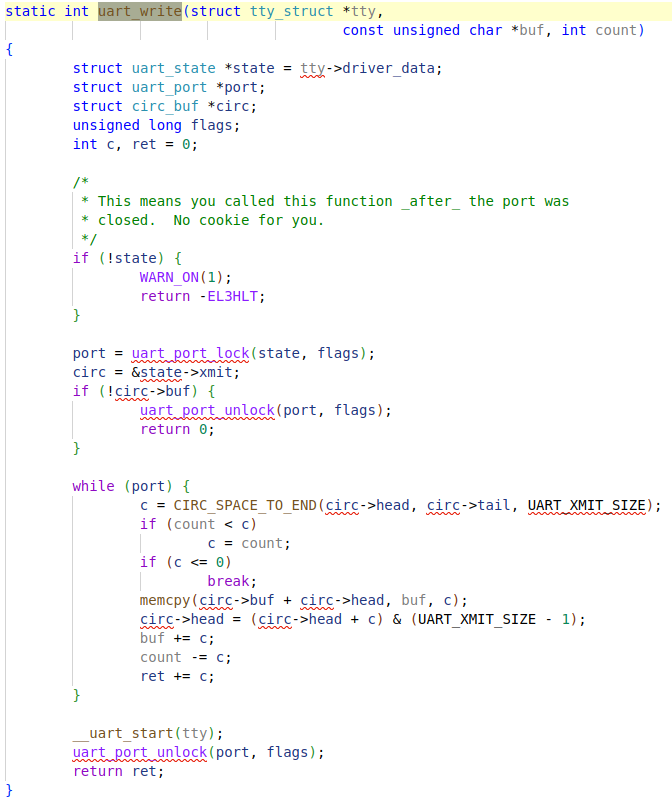 static int uart_write(struct tty_struct *tty,
                                        const unsigned char *buf, int count)
{
        struct uart_state *state = tty->driver_data;
        struct uart_port *port;
        struct circ_buf *circ;
        unsigned long flags;
        int c, ret = 0;

        /*
         * This means you called this function _after_ the port was
         * closed.  No cookie for you.
         */
        if (!state) {
                WARN_ON(1);
                return -EL3HLT;
        }

        port = uart_port_lock(state, flags);
        circ = &state->xmit;
        if (!circ->buf) {
                uart_port_unlock(port, flags);
                return 0;
        }

        while (port) {
                c = CIRC_SPACE_TO_END(circ->head, circ->tail, UART_XMIT_SIZE);
                if (count < c)
                        c = count;
                if (c <= 0)
                        break;
                memcpy(circ->buf + circ->head, buf, c);
                circ->head = (circ->head + c) & (UART_XMIT_SIZE - 1);
                buf += c;
                count -= c;
                ret += c;
        }

        __uart_start(tty);
        uart_port_unlock(port, flags);
        return ret;
}